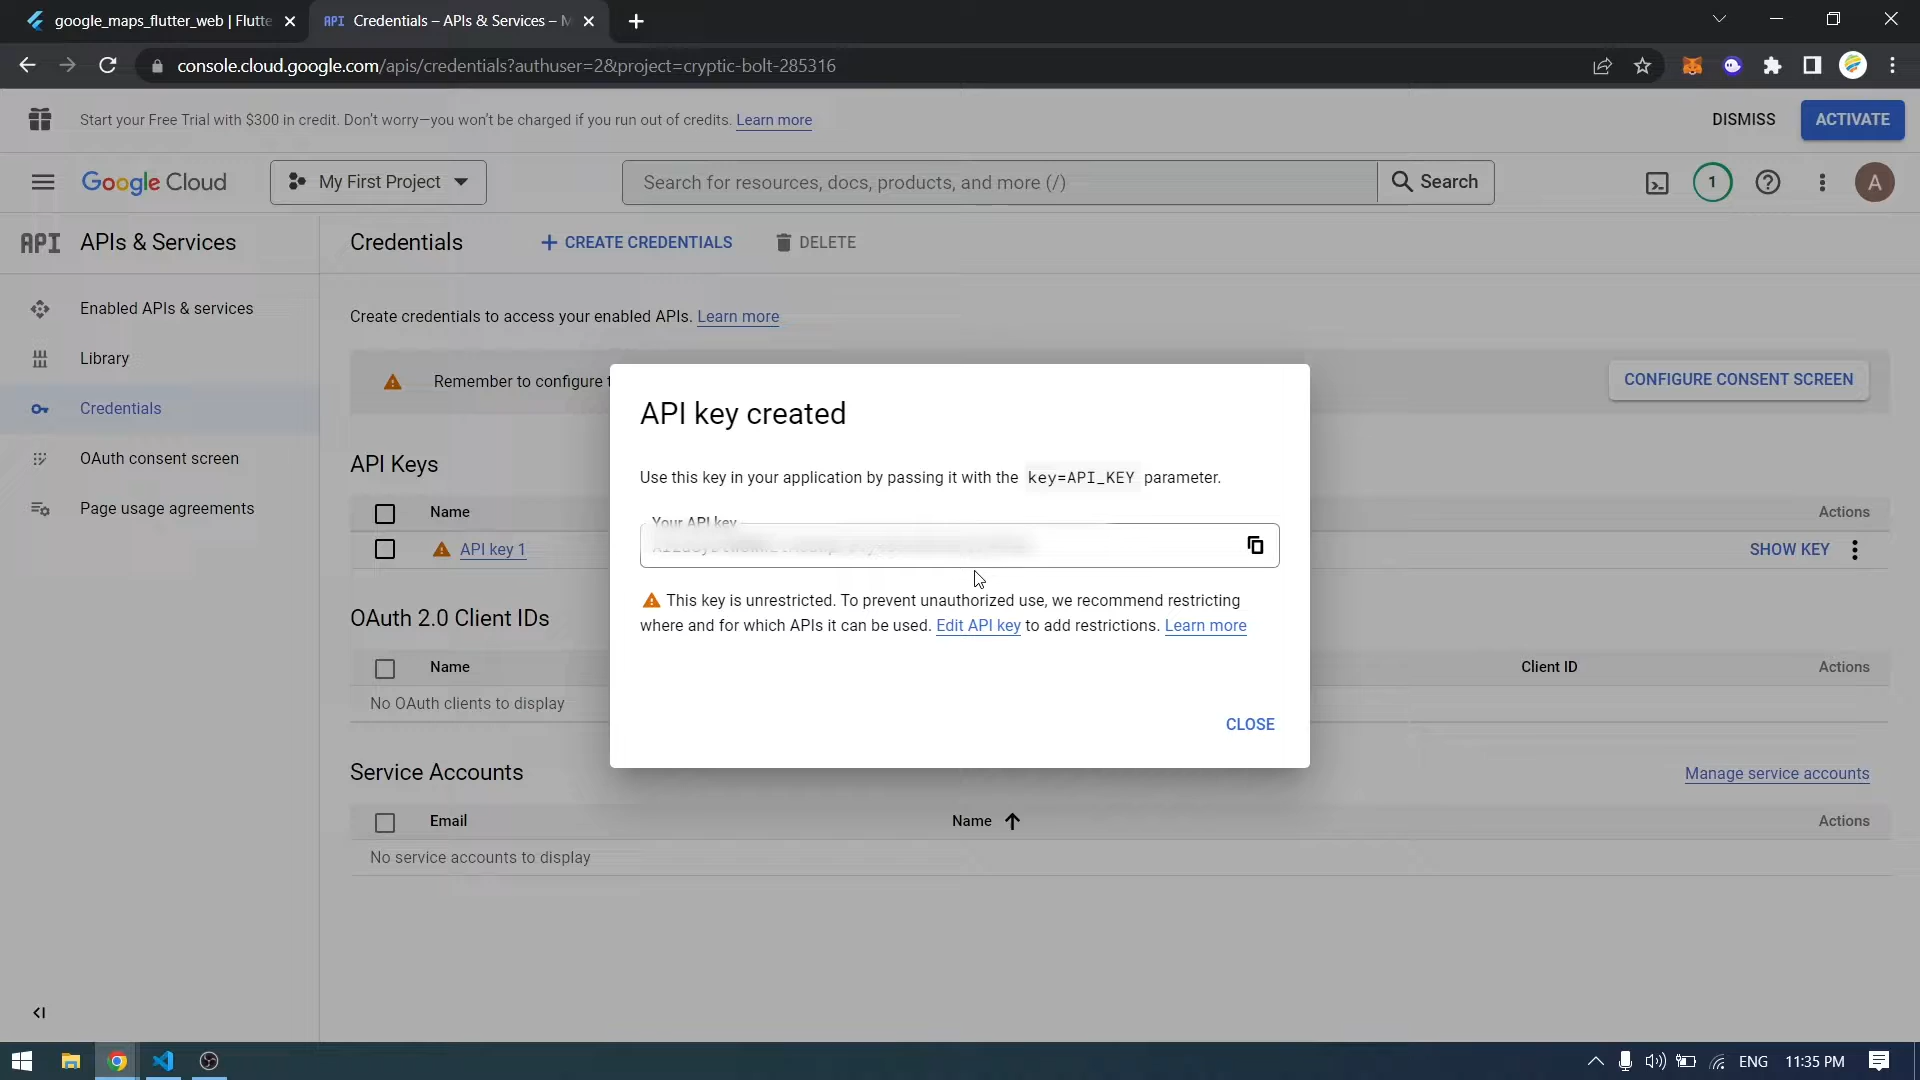 google_maps_flutter_web | Flutte
API Credentials – APIs & Services – M
console.cloud.google.com/apis/credentials?authuser=2&project=cryptic-bolt-285316
Start your Free Trial with $300 in credit. Don't worry—you won't be charged if you run out of credits. Learn more
DISMISS
ACTIVATE
Google Cloud
My First Project
Search for resources, docs, products, and more (/)
Search
1
A
API APIs & Services
Credentials
CREATE CREDENTIALS
DELETE
Enabled APIs & services
Library
Credentials
OAuth consent screen
Page usage agreements
Create credentials to access your enabled APIs. Learn more
Remember to configure
CONFIGURE CONSENT SCREEN
API Keys
Name
Actions
API key 1
SHOW KEY
OAuth 2.0 Client IDs
Name
Client ID
Actions
No OAuth clients to display
Service Accounts
Manage service accounts
Email
Name
Actions
No service accounts to display
API key created
Use this key in your application by passing it with the key=API_KEY parameter.
Your API key
This key is unrestricted. To prevent unauthorized use, we recommend restricting
where and for which APIs it can be used. Edit API key to add restrictions. Learn more
CLOSE
ENG
11:35 PM